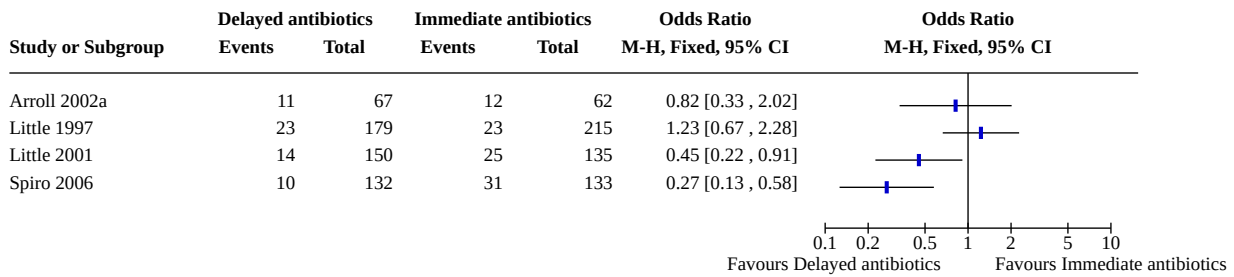 Delayed antibiotics Immediate antibiotics Odds Ratio Odds Ratio
Study or Subgroup Events Total Events Total M-H, Fixed, 95% CI M-H, Fixed, 95% CI
Arroll 2002a 11 67 12 62 0.82 [0.33 , 2.02]
Little 1997 23 179 23 215 1.23 [0.67 , 2.28]
Little 2001 14 150 25 135 0.45 [0.22 , 0.91]
Spiro 2006 10 132 31 133 0.27 [0.13 , 0.58]
0.1 0.2 0.5 1 2 5 10
Favours Delayed antibiotics Favours Immediate antibiotics